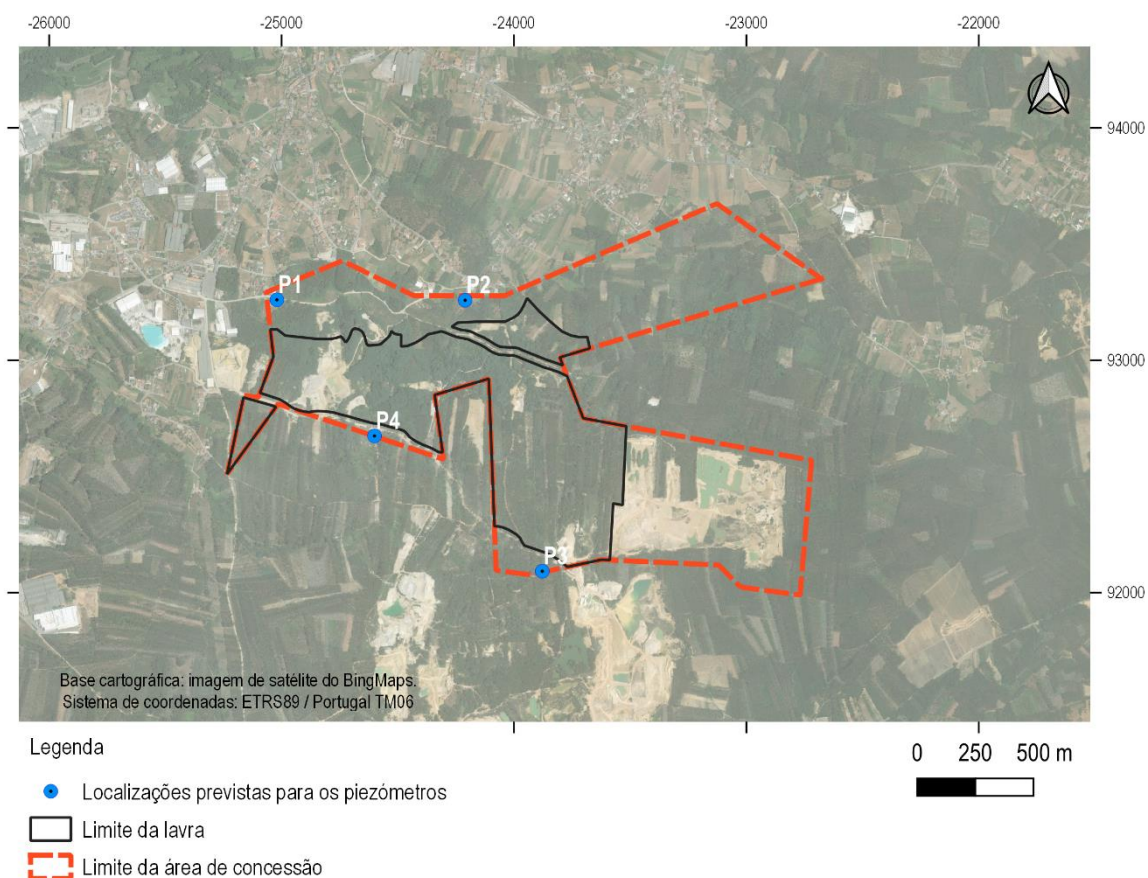 -26000 -25000 -24000 -23000 -22000
94000
P1 P2
93000
P4
P3
92000
Base cartográfica: imagem de satélite do BingMaps.
Sistema de coordenadas: ETRS89 / Portugal TM06
Legenda
0 250 500 m
Localizações previstas para os piezómetros
Limite da lavra
Limite da área de concessão